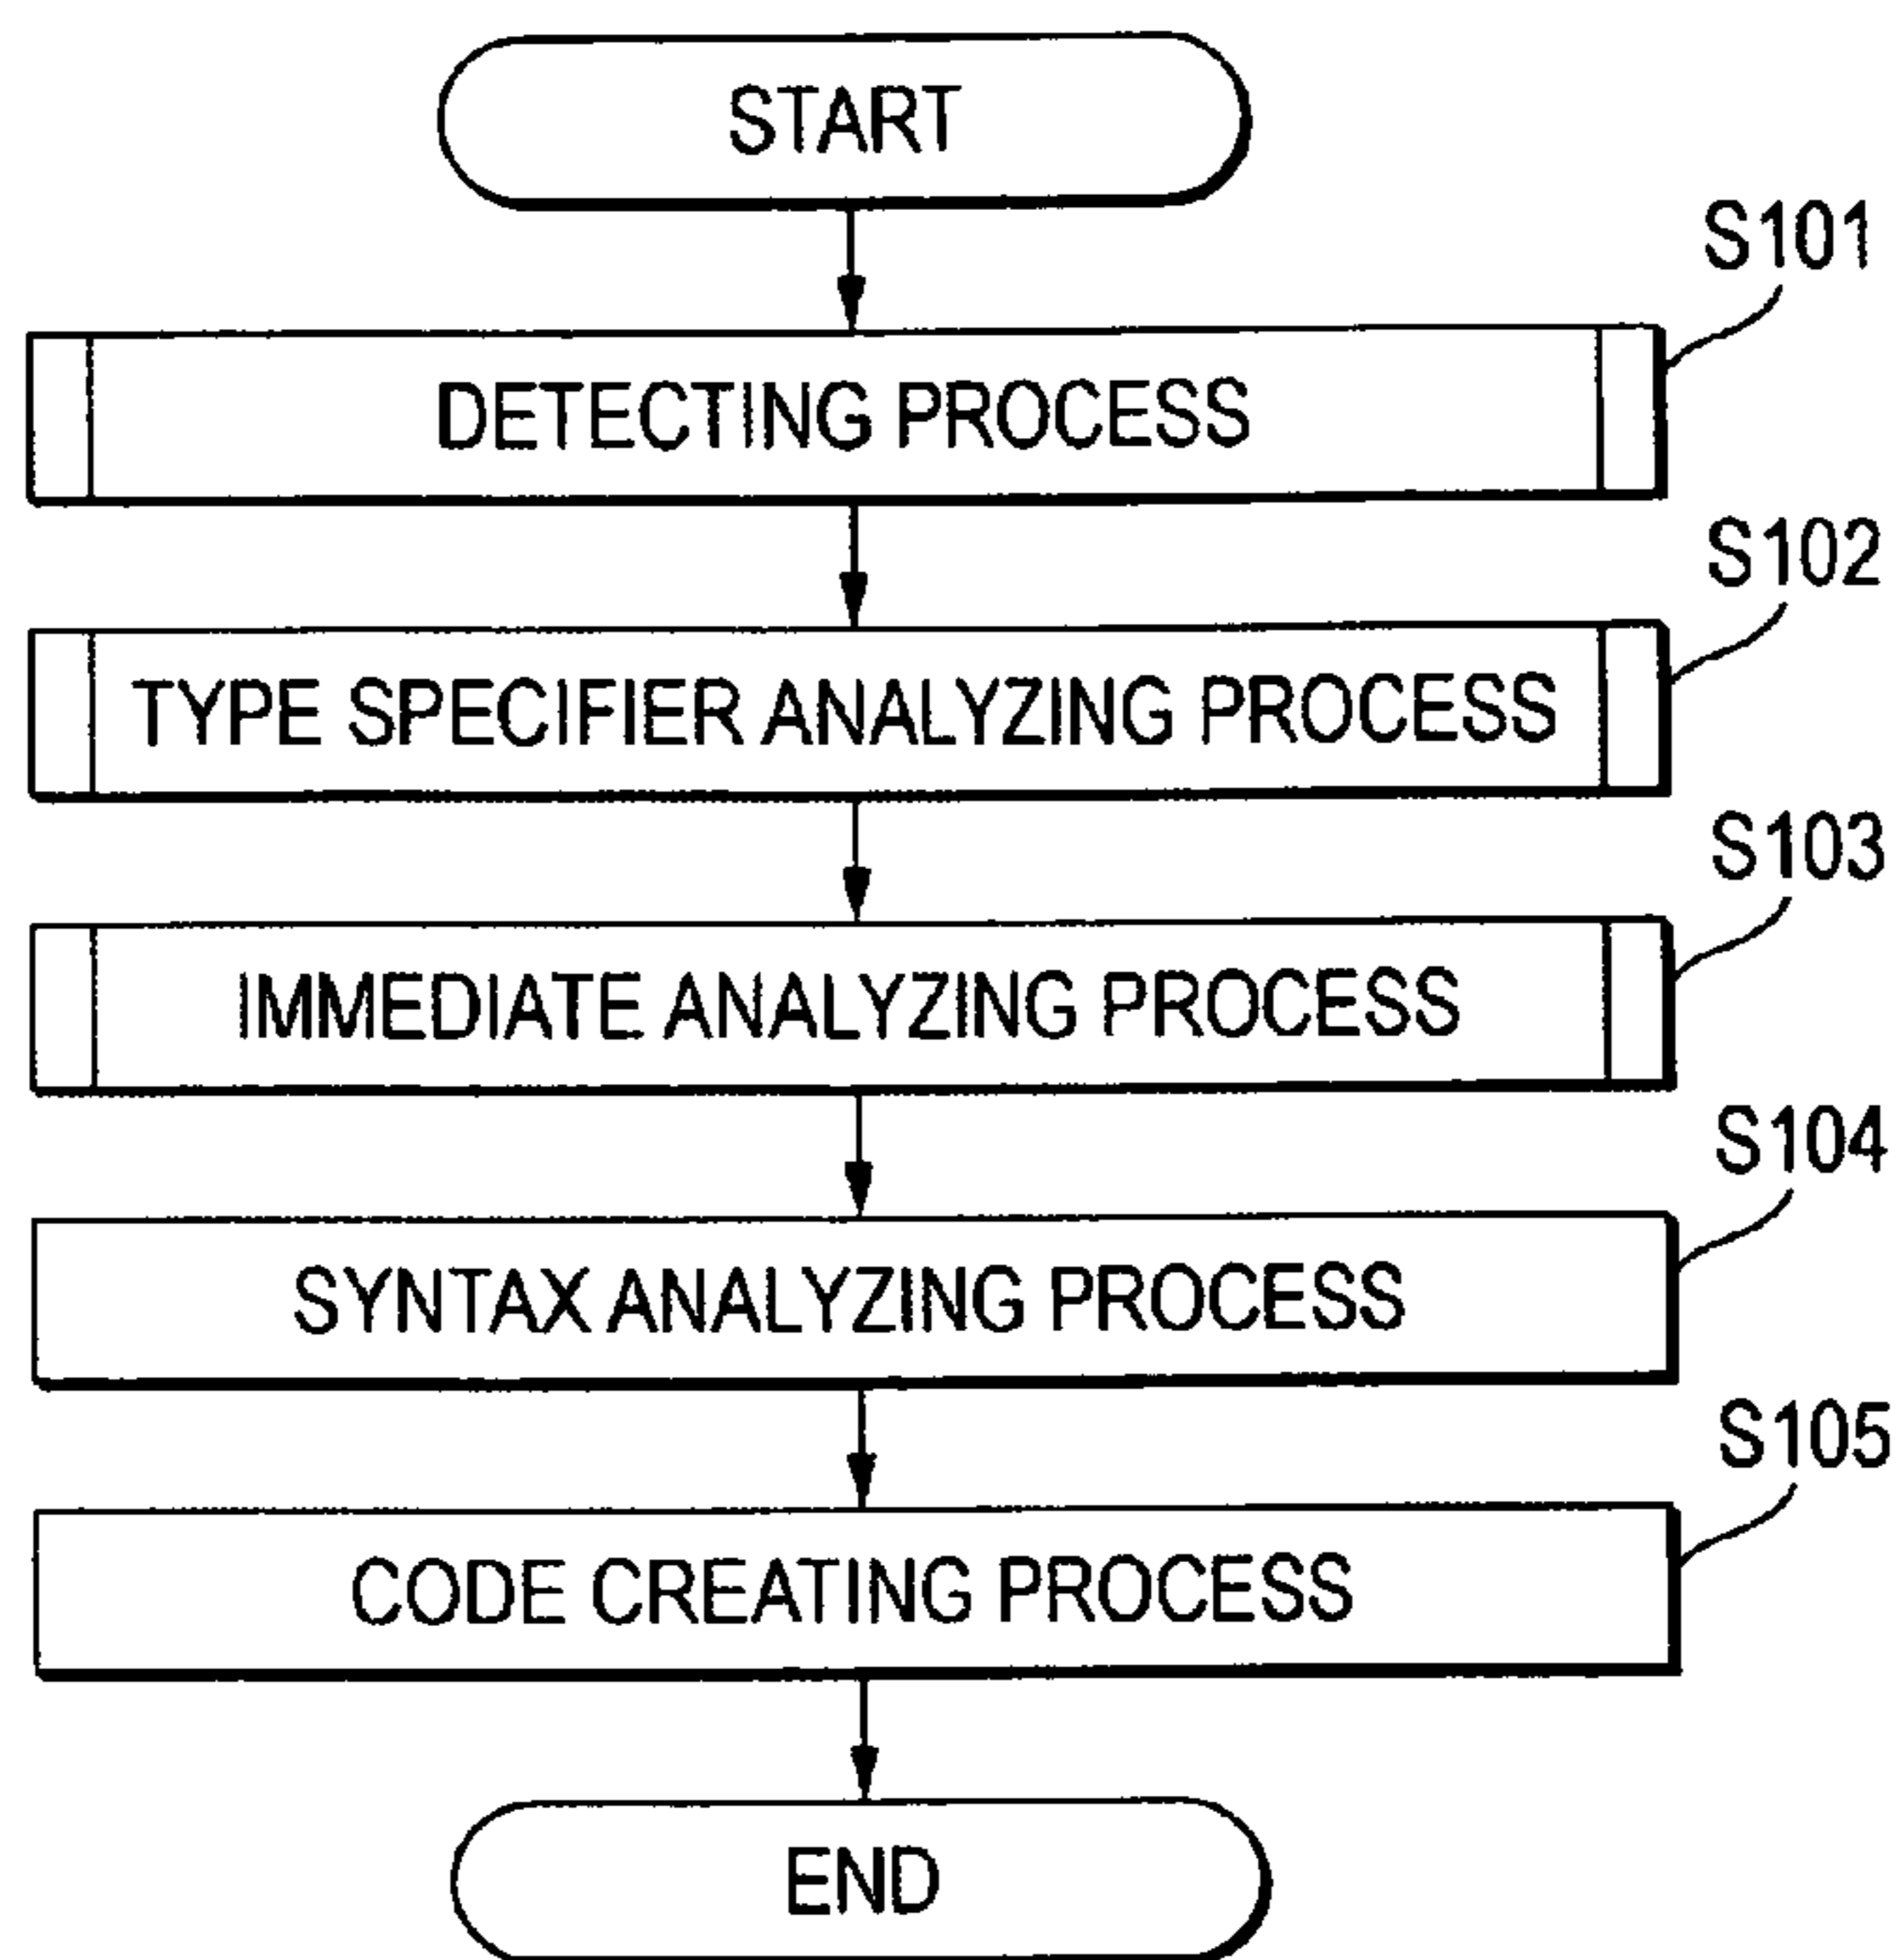 START
S101
DETECTING PROCESS
S102
TYPE SPECIFIER ANALYZING PROCESS
S103
IMMEDIATE ANALYZING PROCESS
S104
SYNTAX ANALYZING PROCESS
S105
CODE CREATING PROCESS
END